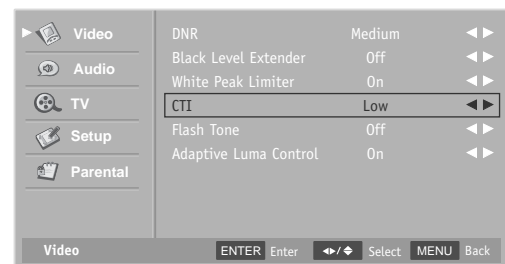 Video
Audio
TV
Setup
Parental
DNR Medium
Black Level Extender Off
White Peak Limiter On
CTI Low
Flash Tone Off
Adaptive Luma Control On
Video ENTER Enter ◄►/ Select MENU Back